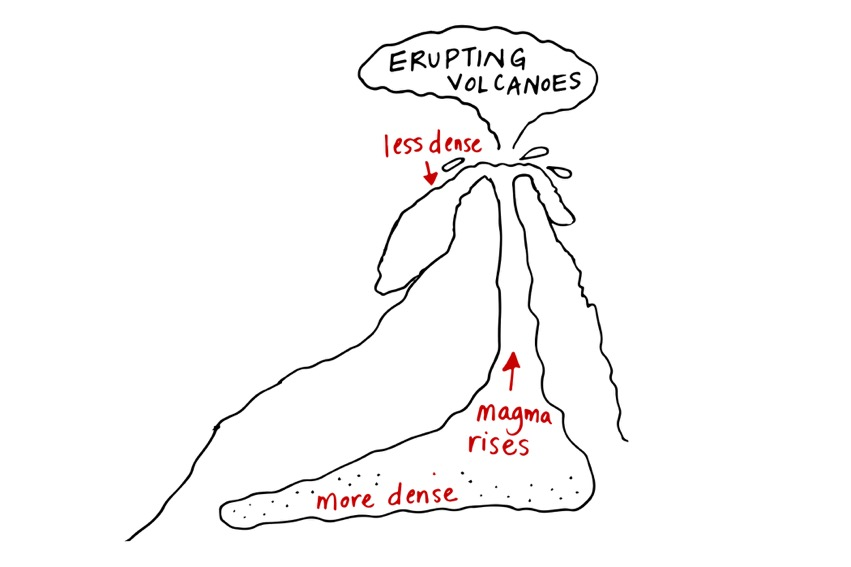 ERUPTING
VOLCANOES
less dense
magma
rises
more dense